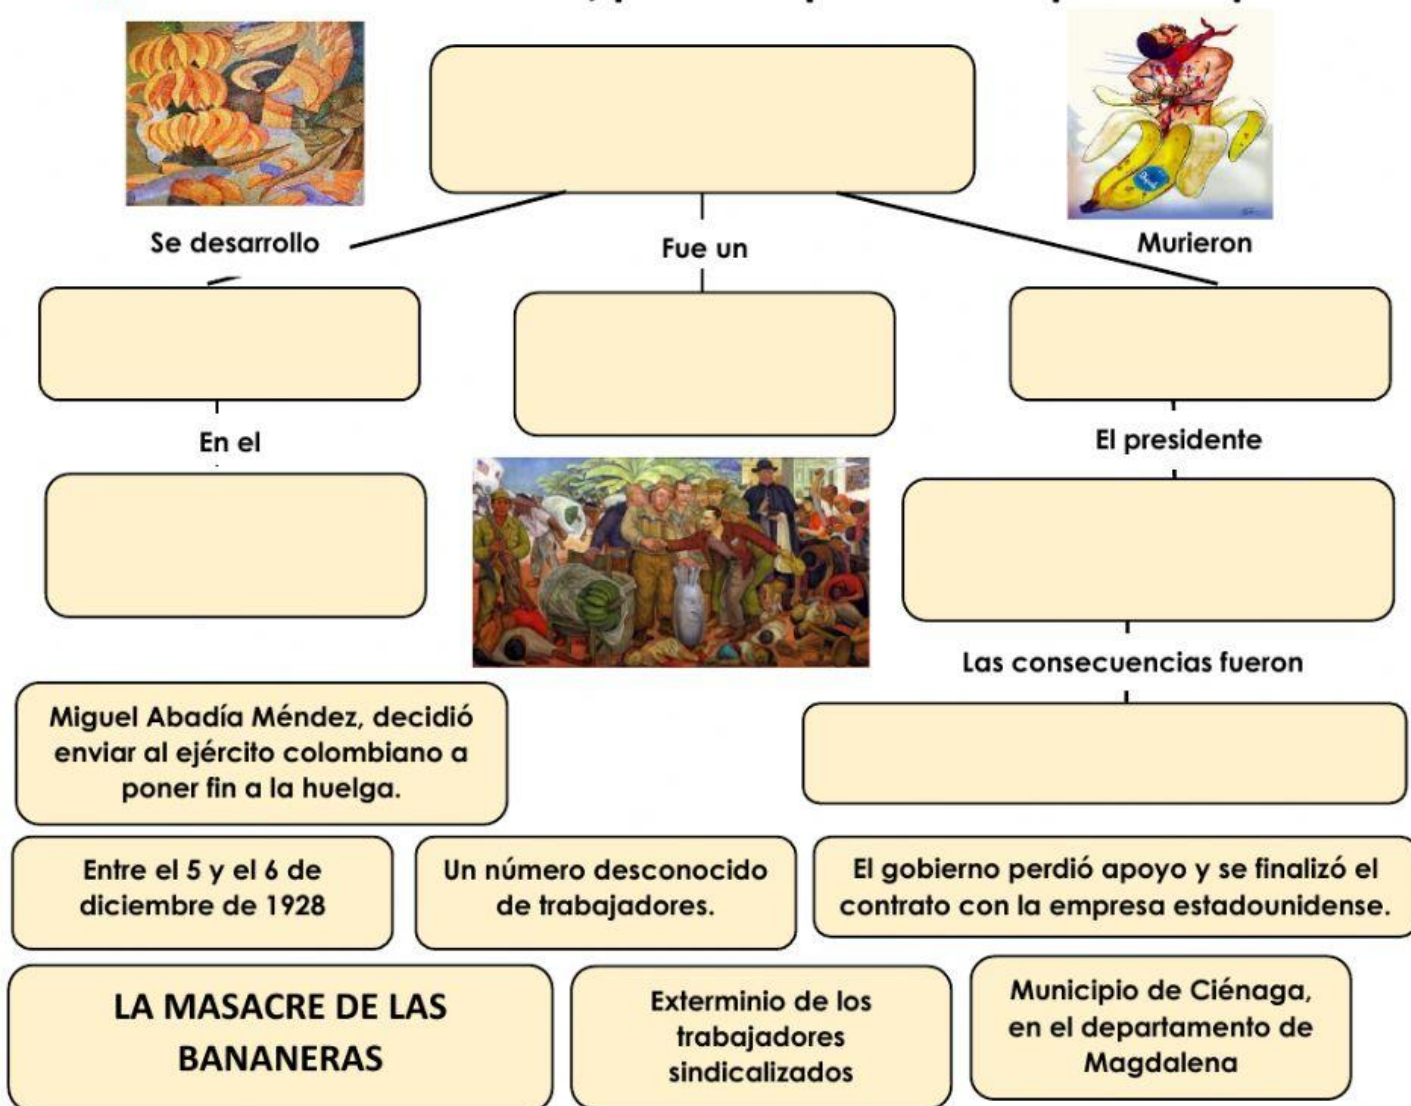 Se desarrollo
Fue un
Murieron
En el
El presidente
Las consecuencias fueron
Miguel Abadía Méndez, decidió
enviar al ejército colombiano a
poner fin a la huelga.
Entre el 5 y el 6 de
diciembre de 1928
Un número desconocido
de trabajadores.
El gobierno perdió apoyo y se finalizó el
contrato con la empresa estadounidense.
LA MASACRE DE LAS
BANANERAS
Exterminio de los
trabajadores
sindicalizados
Municipio de Ciénaga,
en el departamento de
Magdalena